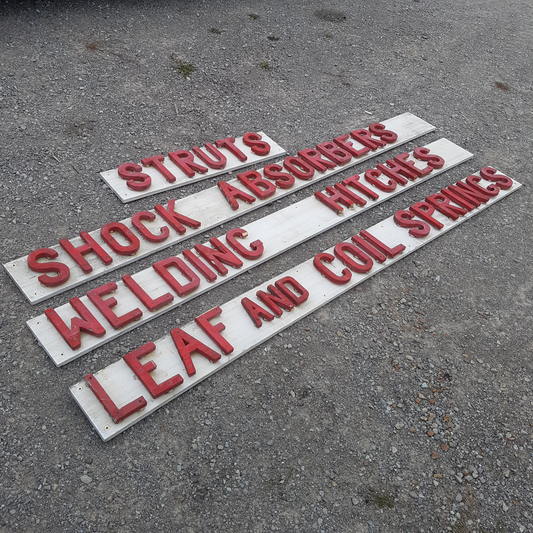 STRUTS
SHOCK ABSORBERS
WELDING HITCHES
LEAF AND COIL SPRINGS